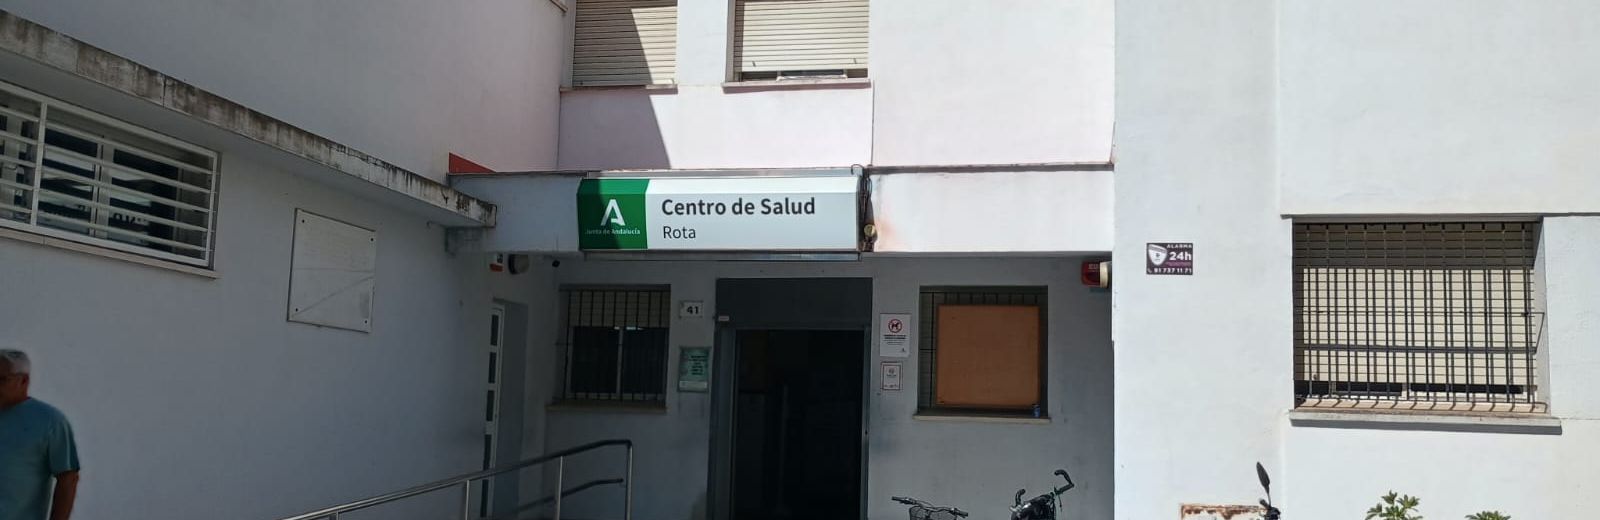 Centro de Salud
Rota
Junta de Andalucía
41
ALARMA
24h
91 737 11 71